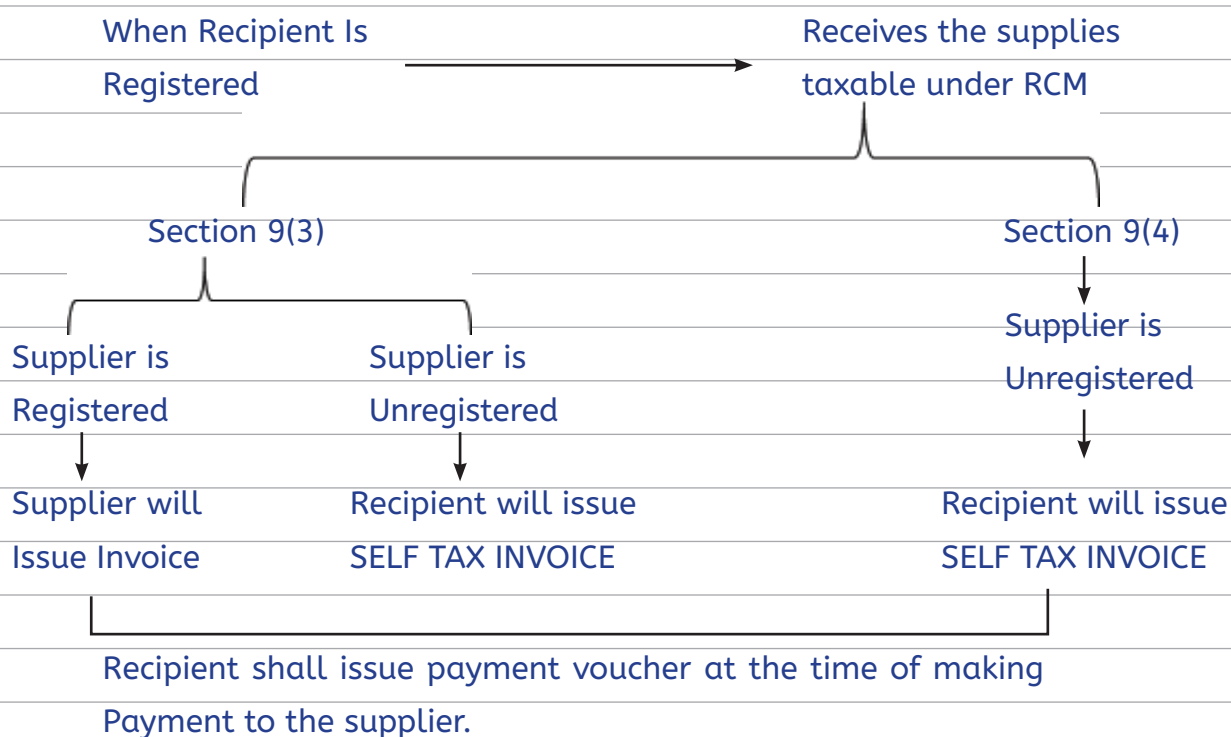 When Recipient Is
Registered
Receives the supplies
taxable under RCM
Section 9(3)
Section 9(4)
Supplier is
Registered
Supplier is
Unregistered
Supplier is
Unregistered
Supplier will
Issue Invoice
Recipient will issue
SELF TAX INVOICE
Recipient will issue
SELF TAX INVOICE
Recipient shall issue payment voucher at the time of making
Payment to the supplier.